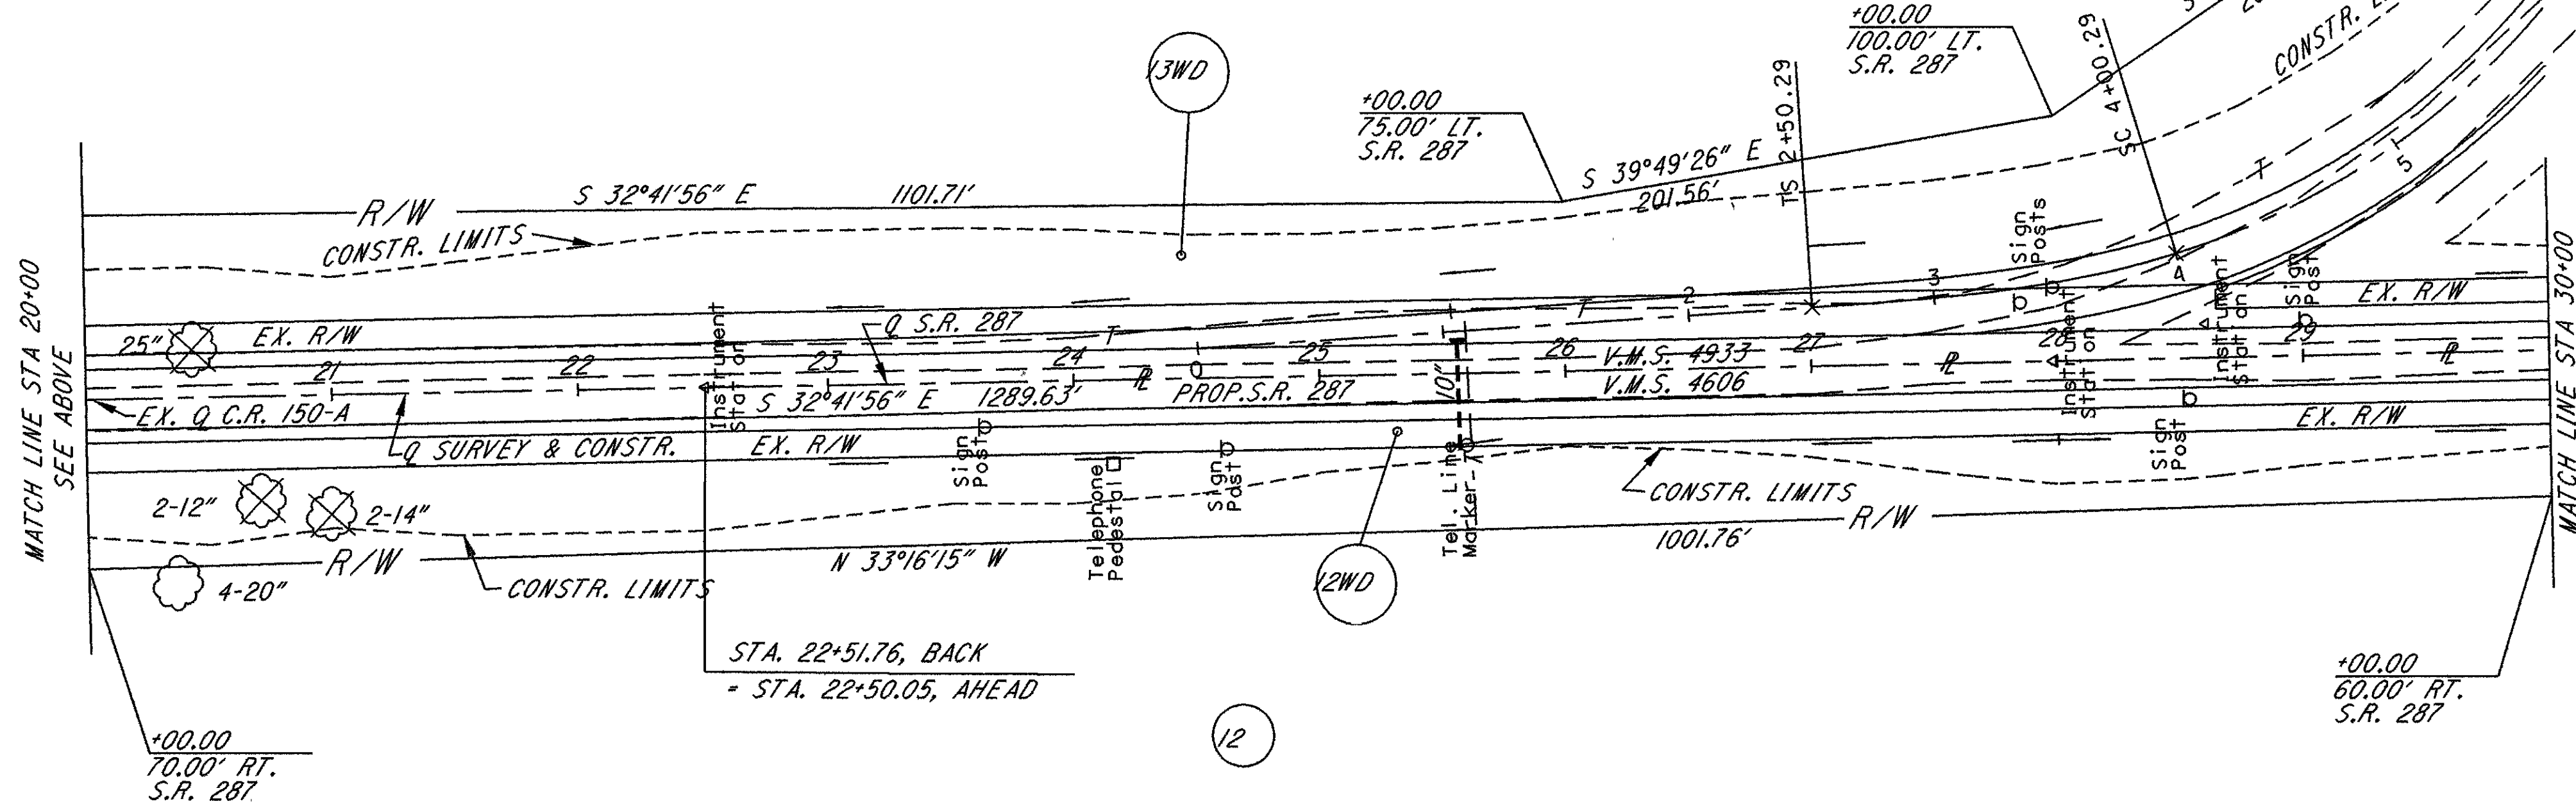 +00.00
100.00' LT.
S.R. 287
SC 4+00.29
CONSTR. L
13WD
+00.00
75.00' LT.
S.R. 287
TS 2+50.29
S 39°49'26" E
201.56'
R/W
S 32°41'56" E
1101.71'
CONSTR. LIMITS
MATCH LINE STA 20+00
SEE ABOVE
MATCH LINE STA 30+00
Sign
Posts
T
5
4
3
2
T
T
Instrument
Station
Sign
Post
EX. R/W
25"
EX. R/W
Instrument
Station
S.R. 287
21
22
23
24
0
25
26
27
28
29
V.M.S. 4933
V.M.S. 4606
Instrument
Station
EX. C.R. 150-A
S 32°41'56" E
1289.63'
PROP. S.R. 287
10"
SURVEY & CONSTR.
EX. R/W
EX. R/W
Sign
Post
Telephone
Pedestal
Sign
Post
Tel. Line
Marker
Sign
Post
2-12"
2-14"
CONSTR. LIMITS
R/W
1001.76'
R/W
N 33°16'15" W
4-20"
CONSTR. LIMITS
12WD
STA. 22+51.76, BACK
= STA. 22+50.05, AHEAD
+00.00
60.00' RT.
S.R. 287
12
+00.00
70.00' RT.
S.R. 287